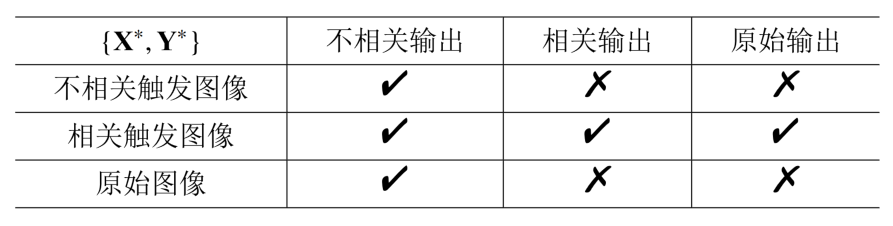 {X*, Y*} 不相关输出 相关输出 原始输出
不相关触发图像 ✔ ✗ ✗
相关触发图像 ✔ ✔ ✔
原始图像 ✔ ✗ ✗